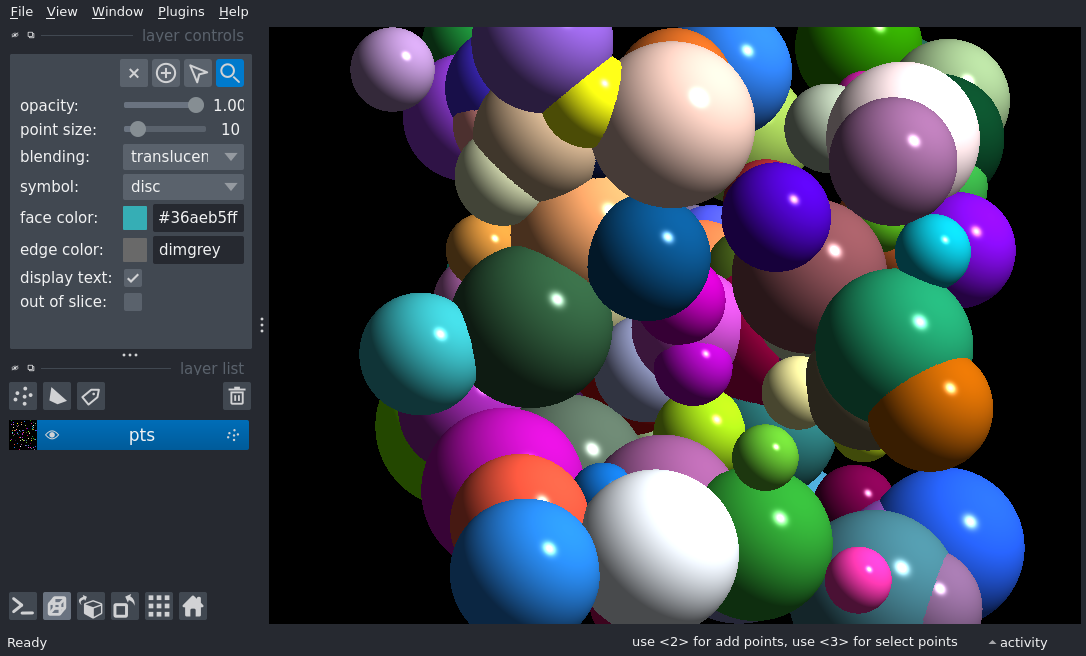 File View Window Plugins Help
layer controls
opacity: 1.00
point size: 10
blending: translucen
symbol: disc
face color: #36aeb5ff
edge color: dimgrey
display text:
out of slice:
layer list
pts
Ready
use <2> for add points, use <3> for select points
activity